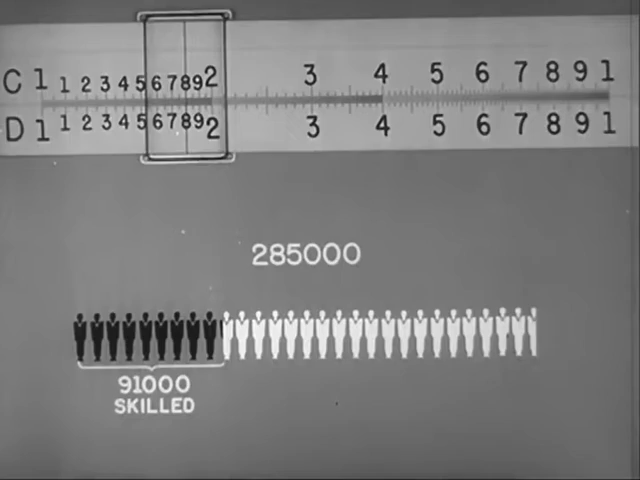 C 1 1 2 3 4 5 6 7 8 9 2 3 4 5 6 7 8 9 1
D 1 1 2 3 4 5 6 7 8 9 2 3 4 5 6 7 8 9 1
285000
91000
SKILLED